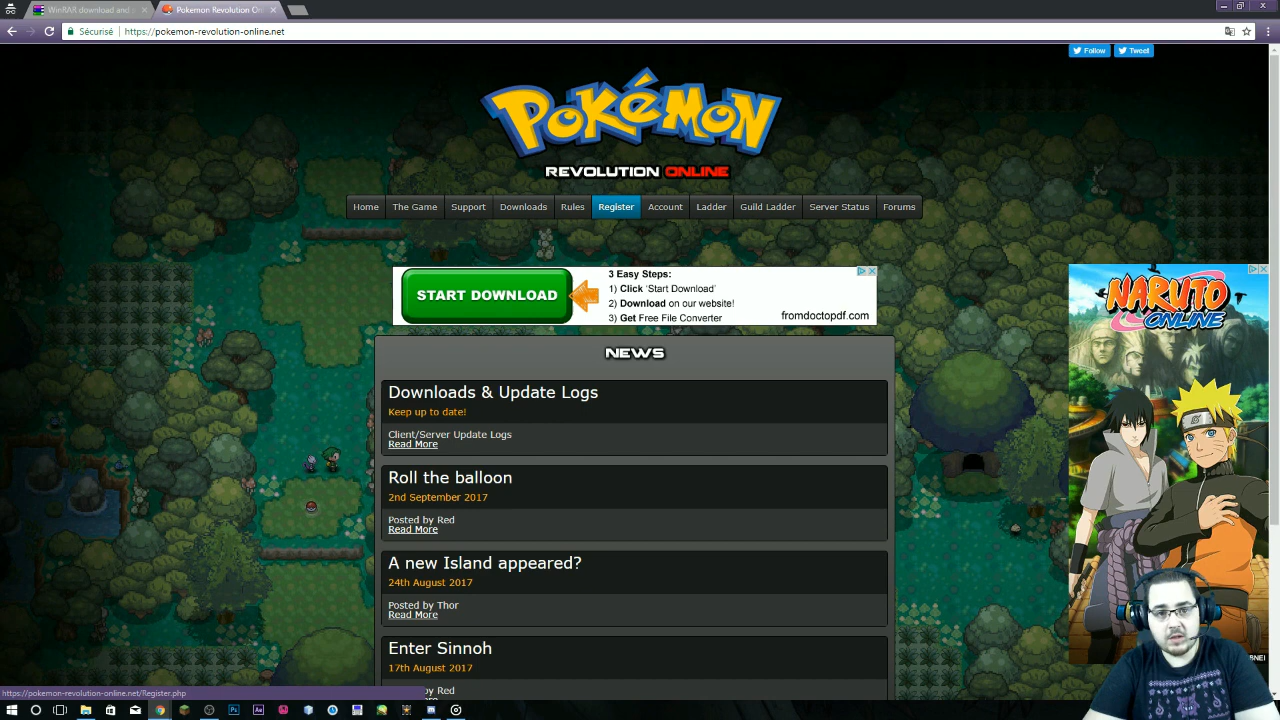 WinRAR download and
Pokemon Revolution Onl
Sécurisé
https://pokemon-revolution-online.net
Follow
Tweet
POKéMON
REVOLUTION ONLINE
Home
The Game
Support
Downloads
Rules
Register
Account
Ladder
Guild Ladder
Server Status
Forums
START DOWNLOAD
3 Easy Steps:
1) Click 'Start Download'
2) Download on our website!
3) Get Free File Converter
fromdoctopdf.com
NARUTO
ONLINE
NEWS
Downloads & Update Logs
Keep up to date!
Client/Server Update Logs
Read More
Roll the balloon
2nd September 2017
Posted by Red
Read More
A new Island appeared?
24th August 2017
Posted by Thor
Read More
Enter Sinnoh
17th August 2017
by Red
https://pokemon-revolution-online.net/Register.php